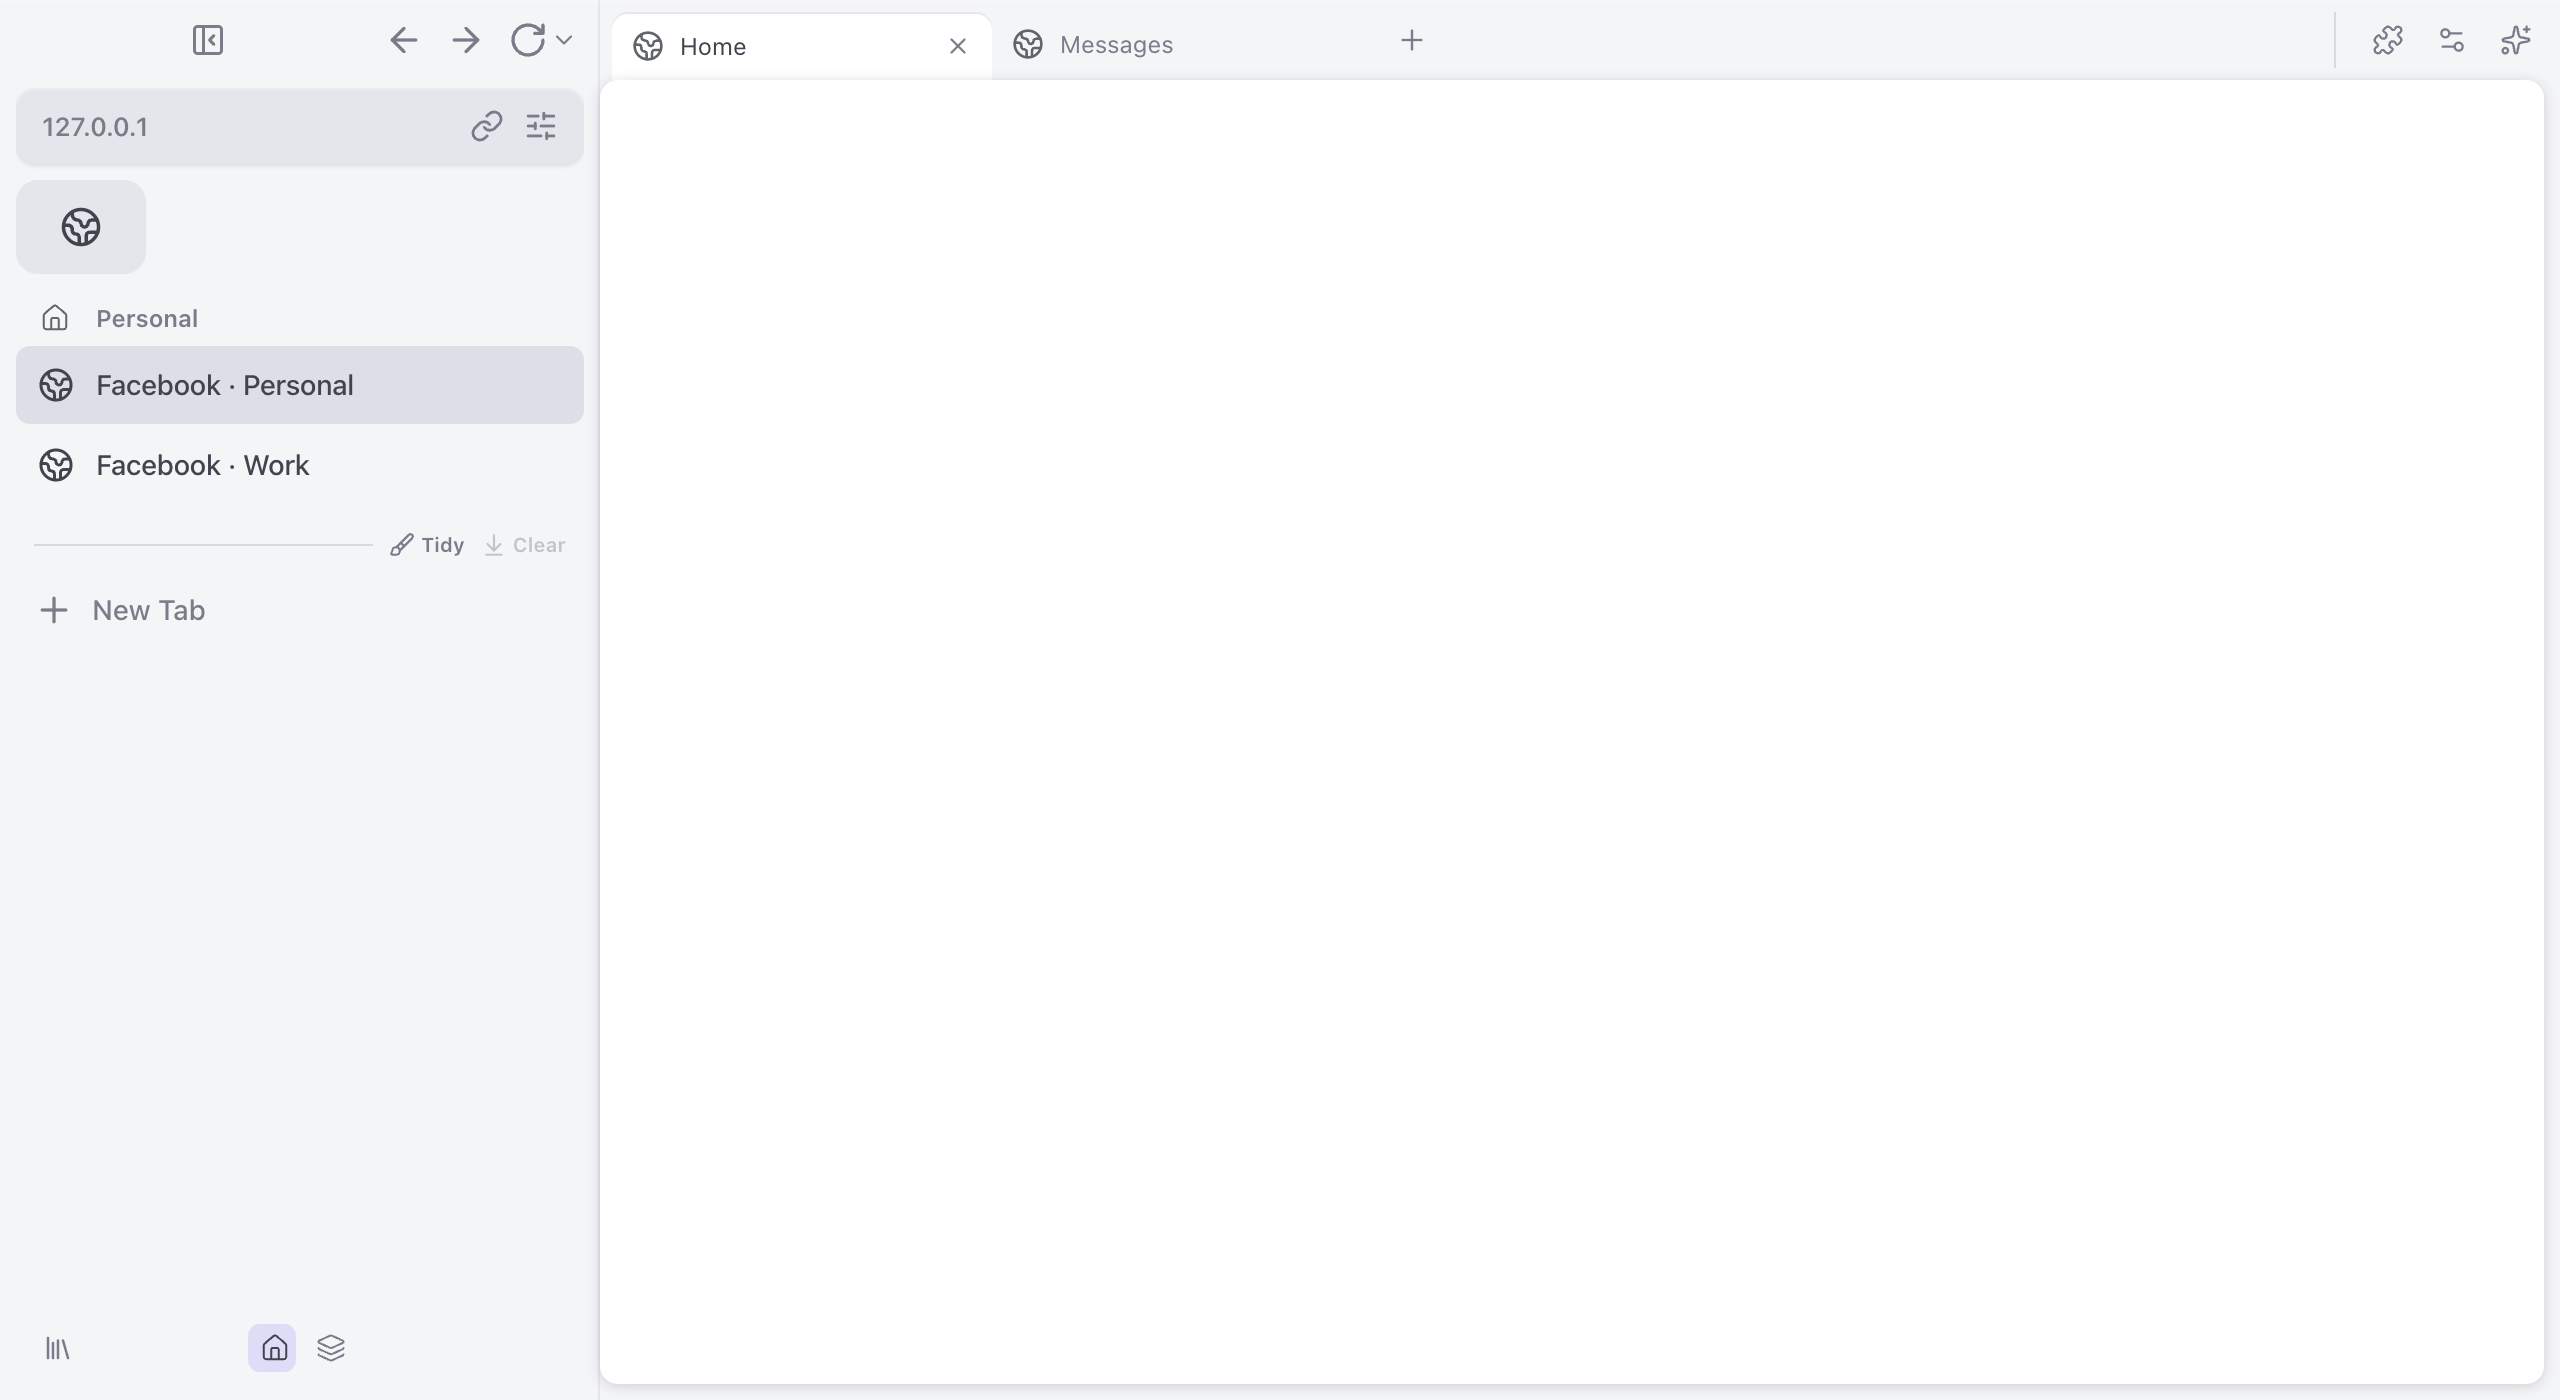 Home
Messages
127.0.0.1
Personal
Facebook · Personal
Facebook · Work
Tidy
Clear
New Tab